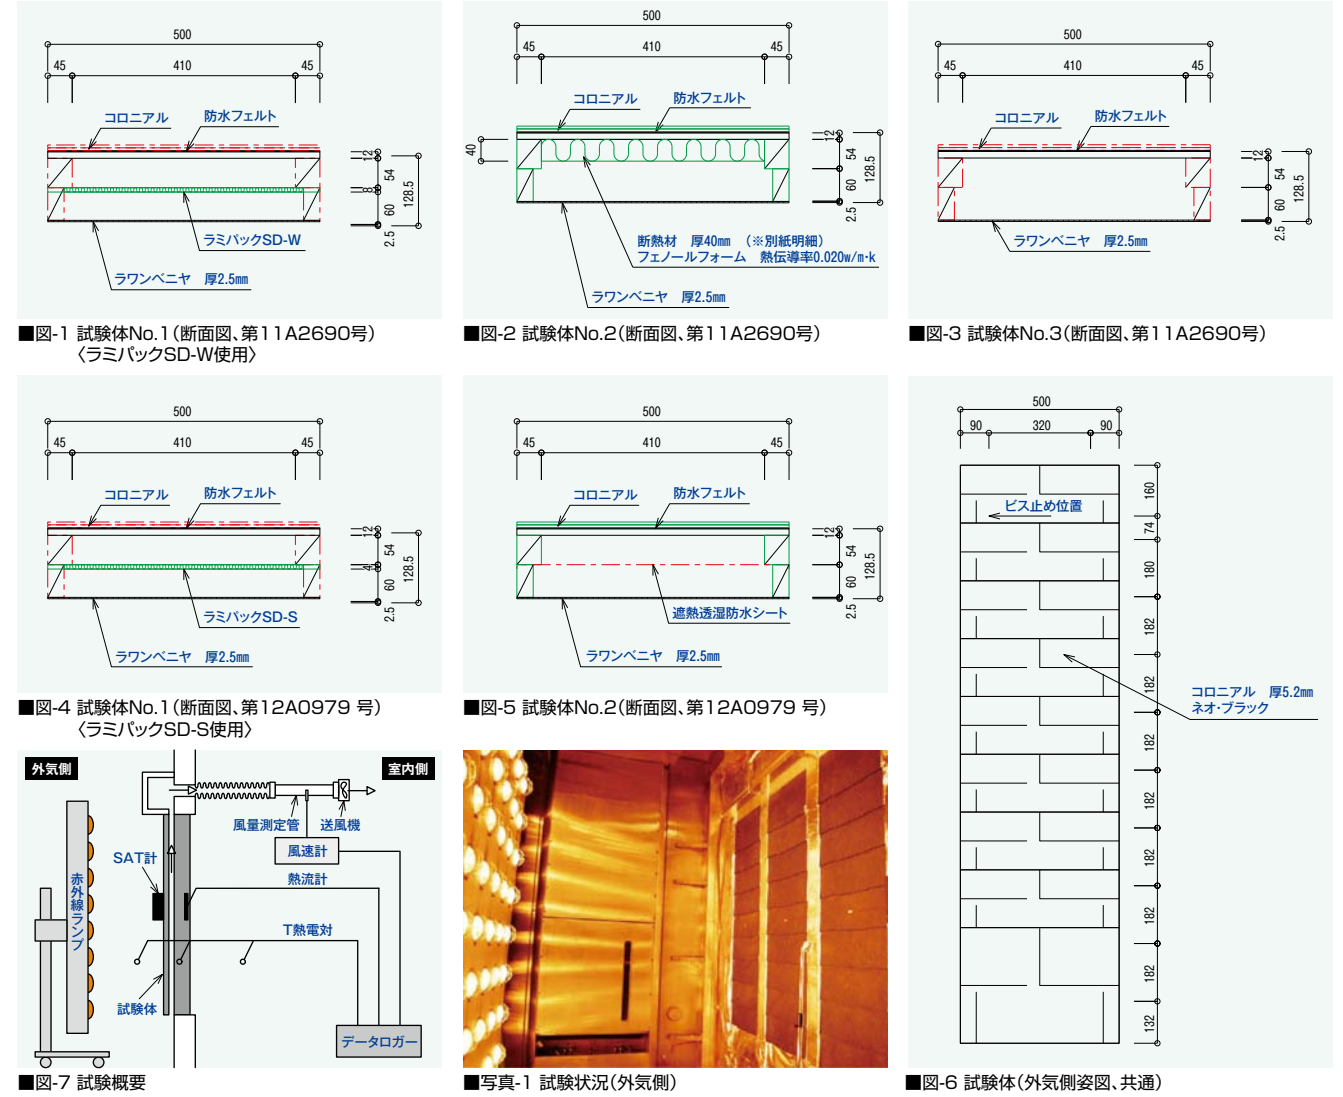 500
45
410
45
コロニアル
防水フェルト
12
54
8
60
128.5
2.5
ラミパックSD-W
ラワンベニヤ 厚2.5㎜
■図-1 試験体No.1（断面図、第11A2690号）
〈ラミパックSD-W使用〉
500
45
410
45
コロニアル
防水フェルト
40
12
54
60
128.5
2.5
断熱材 厚40㎜ （※別紙明細）
フェノールフォーム 熱伝導率0.020w/m･k
ラワンベニヤ 厚2.5㎜
■図-2 試験体No.2（断面図、第11A2690号）
500
45
410
45
コロニアル
防水フェルト
12
54
60
128.5
2.5
ラワンベニヤ 厚2.5㎜
■図-3 試験体No.3（断面図、第11A2690号）
500
45
410
45
コロニアル
防水フェルト
12
54
4
60
128.5
2.5
ラミパックSD-S
ラワンベニヤ 厚2.5㎜
■図-4 試験体No.1（断面図、第12A0979 号）
〈ラミパックSD-S使用〉
500
45
410
45
コロニアル
防水フェルト
12
54
60
128.5
2.5
遮熱透湿防水シート
ラワンベニヤ 厚2.5㎜
■図-5 試験体No.2（断面図、第12A0979 号）
500
90
320
90
ビス止め位置
160
74
180
182
182
182
182
182
182
182
132
コロニアル 厚5.2㎜
ネオ･ブラック
■図-6 試験体（外気側姿図、共通）
外気側
室内側
風量測定管
送風機
風速計
SAT計
熱流計
赤外線ランプ
T熱電対
試験体
データロガー
■図-7 試験概要
■写真-1 試験状況（外気側）